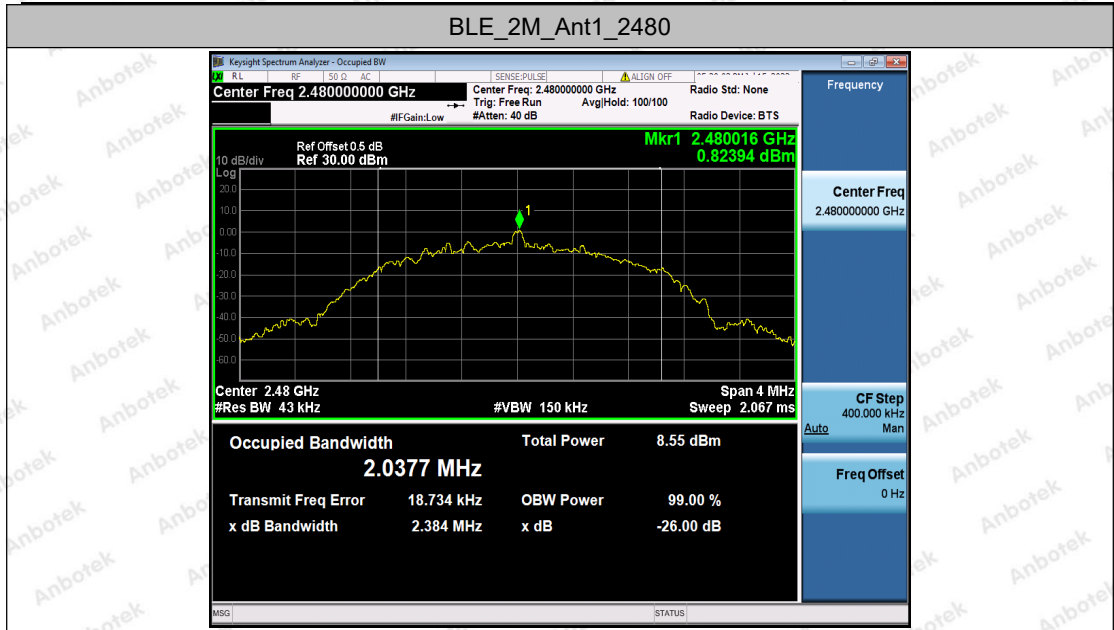 BLE_2M_Ant1_2480
Keysight Spectrum Analyzer - Occupied BW
RL RF 50 Ω AC SENSE:PULSE ALIGN OFF
Center Freq 2.480000000 GHz
Center Freq: 2.480000000 GHz Radio Std: None
Trig: Free Run Avg|Hold: 100/100
#IFGain:Low #Atten: 40 dB Radio Device: BTS
Ref Offset 0.5 dB
10 dB/div Ref 30.00 dBm
Mkr1 2.480016 GHz
0.82394 dBm
Log
20.0
10.0
0.00
-10.0
-20.0
-30.0
-40.0
-50.0
-60.0
1
Center 2.48 GHz Span 4 MHz
#Res BW 43 kHz #VBW 150 kHz Sweep 2.067 ms
Occupied Bandwidth Total Power 8.55 dBm
2.0377 MHz
Transmit Freq Error 18.734 kHz OBW Power 99.00 %
x dB Bandwidth 2.384 MHz x dB -26.00 dB
MSG STATUS
Frequency
Center Freq
2.480000000 GHz
CF Step
400.000 kHz
Auto Man
Freq Offset
0 Hz
Anbotek